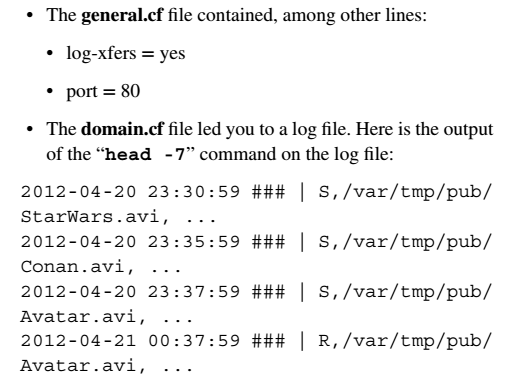 • The general.cf file contained, among other lines:
• log-xfers = yes
• port = 80
• The domain.cf file led you to a log file. Here is the output
of the “head -7” command on the log file:
2012-04-20 23:30:59 ### | S,/var/tmp/pub/
StarWars.avi, ...
2012-04-20 23:35:59 ### | S,/var/tmp/pub/
Conan.avi, ...
2012-04-20 23:37:59 ### | S,/var/tmp/pub/
Avatar.avi, ...
2012-04-21 00:37:59 ### | R,/var/tmp/pub/
Avatar.avi, ...